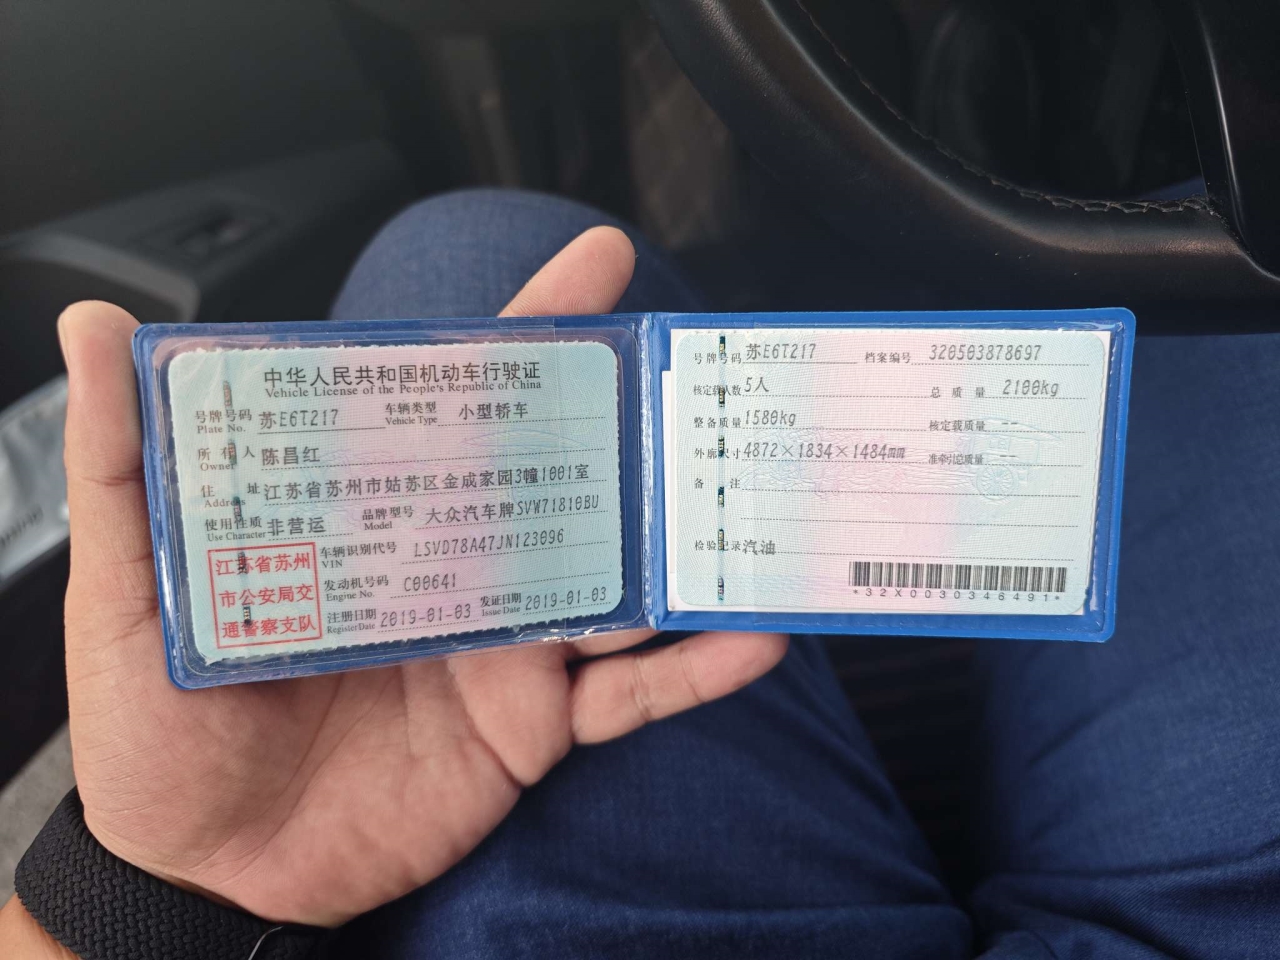 中华人民共和国机动车行驶证
Vehicle License of the People's Republic of China
号牌号码 苏E6T217 车辆类型 小型轿车
Plate No. Vehicle Type
所有人 陈昌红
Owner
住址 江苏省苏州市姑苏区金成家园3幢1001室
Address
使用性质 非营运 品牌型号 大众汽车牌SVW71810BU
Use Character Model
江苏省苏州
市公安局交
通警察支队
车辆识别代号 LSVD78A47JN123096
VIN
发动机号码 C00641
Engine No.
注册日期 2019-01-03 发证日期 2019-01-03
Register Date Issue Date
号牌号码 苏E6T217 档案编号 320503878697
核定载人数 5人 总质量 2100kg
整备质量 1580kg 核定载质量 --
外廓尺寸 4872×1834×1484㎜ 准牵引总质量 --
备注
检验记录 汽油
*32X0030346491*